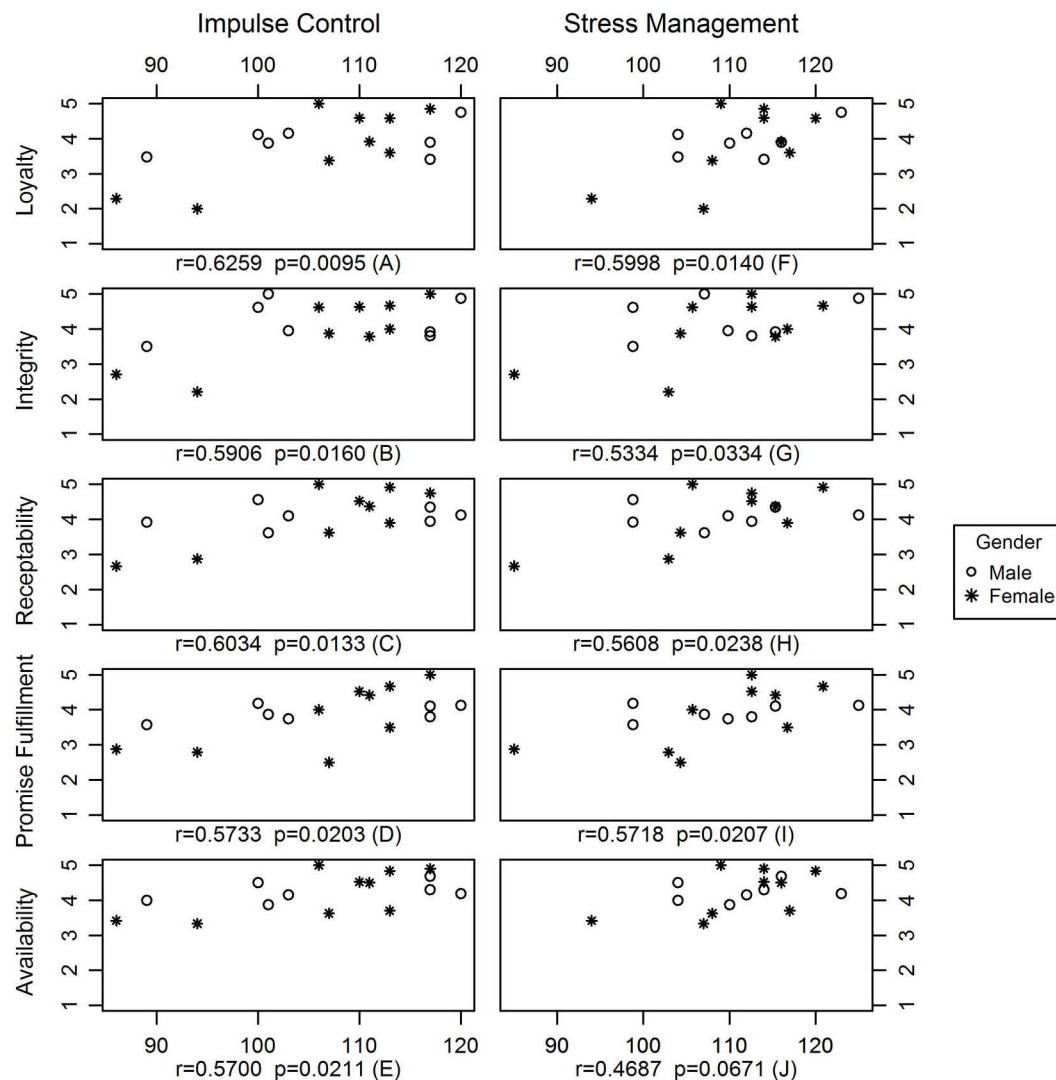 Impulse Control Stress Management
90 100 110 120 90 100 110 120
Loyalty
1 2 3 4 5
1 2 3 4 5
r=0.6259 p=0.0095 (A) r=0.5998 p=0.0140 (F)
Integrity
1 2 3 4 5
1 2 3 4 5
r=0.5906 p=0.0160 (B) r=0.5334 p=0.0334 (G)
Receptability
1 2 3 4 5
1 2 3 4 5
r=0.6034 p=0.0133 (C) r=0.5608 p=0.0238 (H)
Promise Fulfillment
1 2 3 4 5
1 2 3 4 5
r=0.5733 p=0.0203 (D) r=0.5718 p=0.0207 (I)
Availability
1 2 3 4 5
1 2 3 4 5
90 100 110 120 90 100 110 120
r=0.5700 p=0.0211 (E) r=0.4687 p=0.0671 (J)
Gender
Male
Female